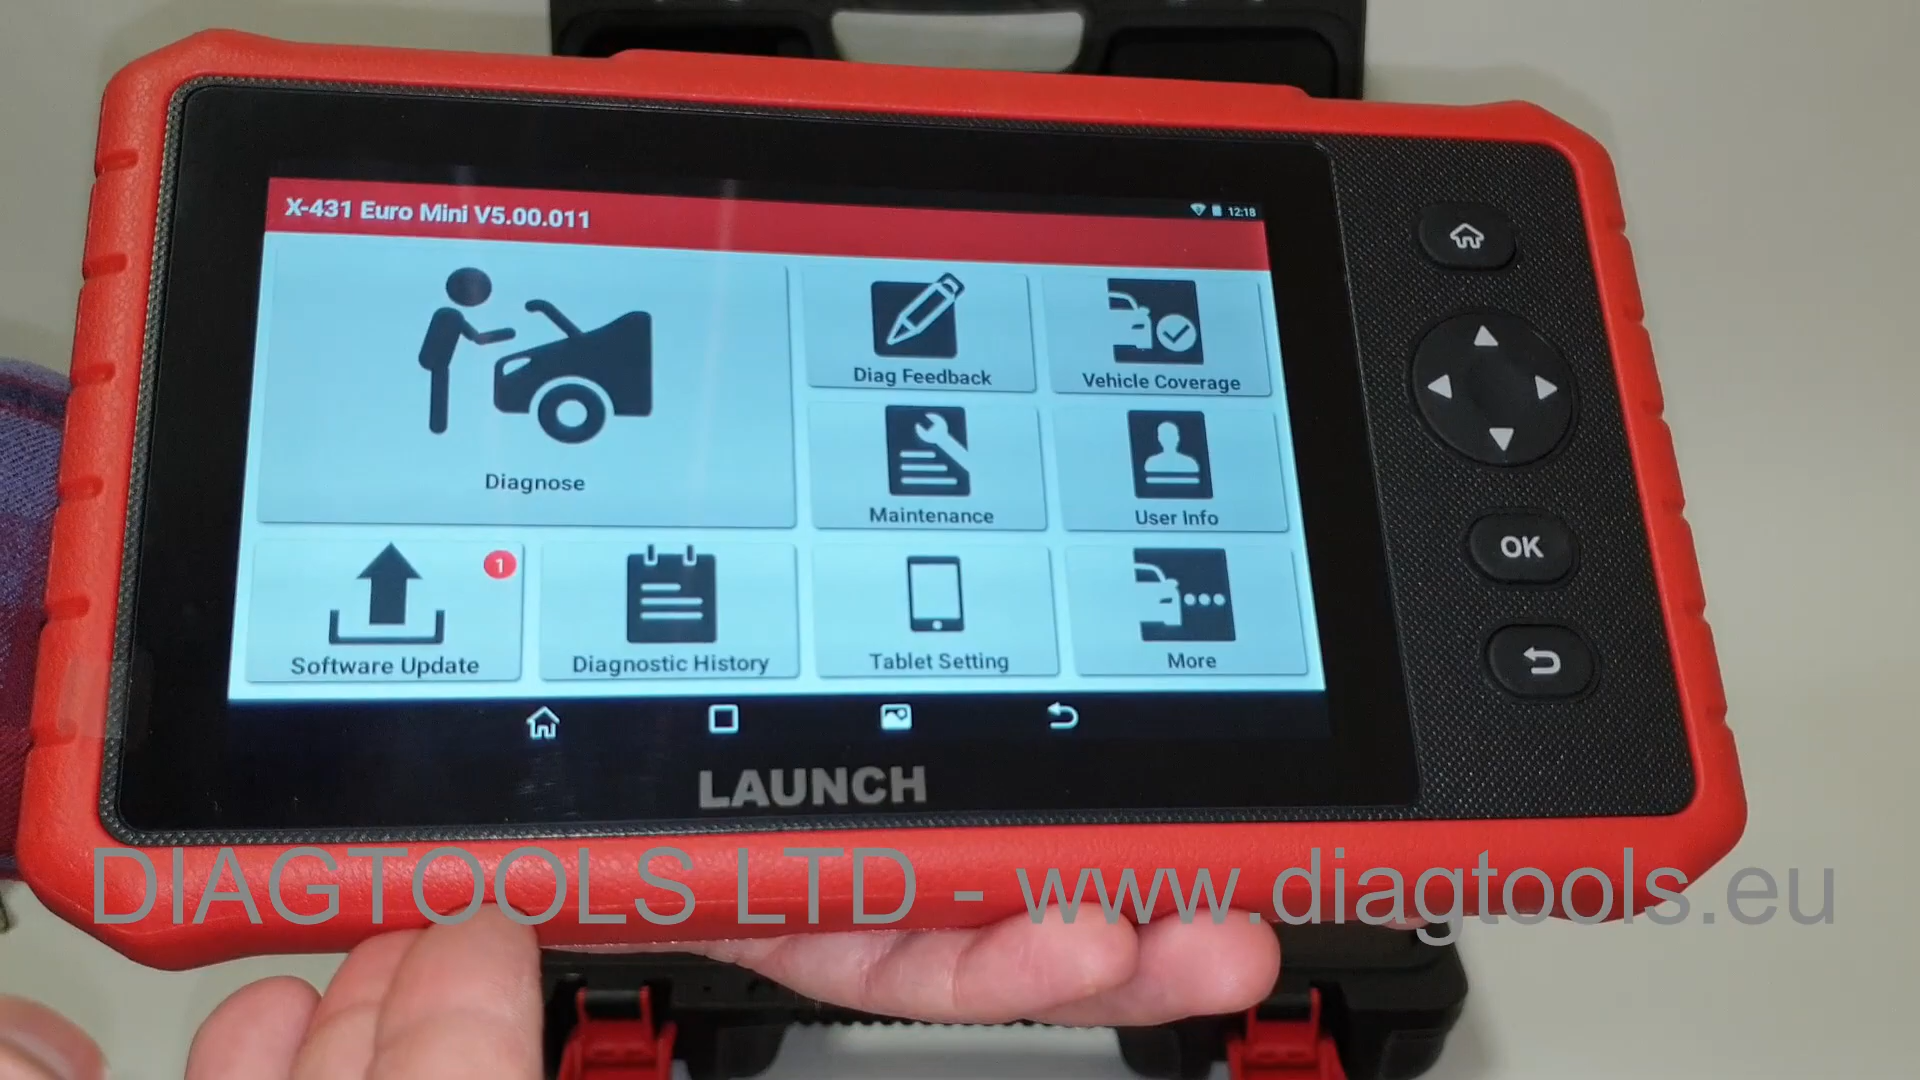 X-431 Euro Mini V5.00.011
12:18
Diagnose
Diag Feedback
Vehicle Coverage
Maintenance
User Info
1
Software Update
Diagnostic History
Tablet Setting
More
OK
LAUNCH
DIAGTOOLS LTD - www.diagtools.eu